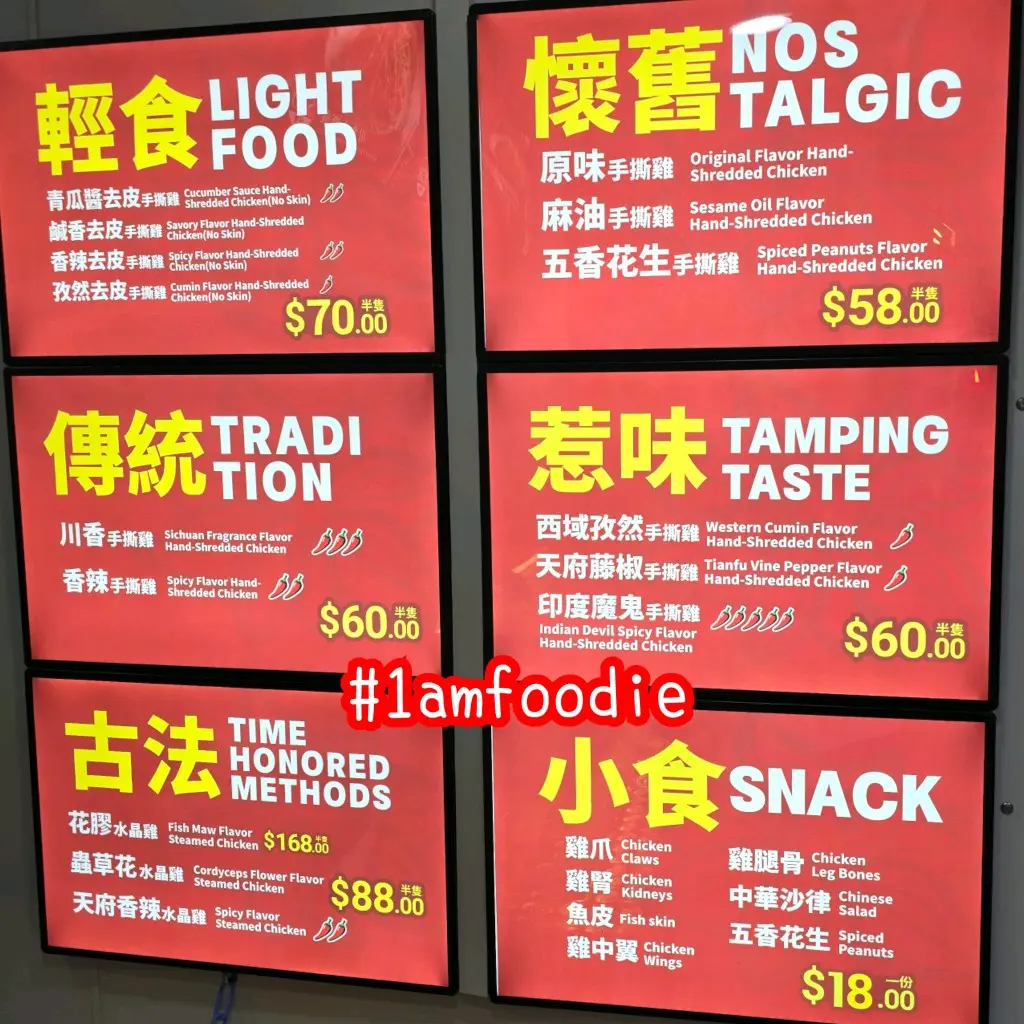 輕食 LIGHT
FOOD
青瓜醬去皮手撕雞 Cucumber Sauce Hand-
Shredded Chicken(No Skin)
鹹香去皮手撕雞 Savory Flavor Hand-Shredded
Chicken(No Skin)
香辣去皮手撕雞 Spicy Flavor Hand-Shredded
Chicken(No Skin)
孜然去皮手撕雞 Cumin Flavor Hand-Shredded
Chicken(No Skin)
$70.00 半隻
懷舊 NOS
TALGIC
原味手撕雞 Original Flavor Hand-
Shredded Chicken
麻油手撕雞 Sesame Oil Flavor
Hand-Shredded Chicken
五香花生手撕雞 Spiced Peanuts Flavor
Hand-Shredded Chicken
$58.00 半隻
傳統 TRADI
TION
川香手撕雞 Sichuan Fragrance Flavor
Hand-Shredded Chicken
香辣手撕雞 Spicy Flavor Hand-
Shredded Chicken
$60.00 半隻
惹味 TAMPING
TASTE
西域孜然手撕雞 Western Cumin Flavor
Hand-Shredded Chicken
天府藤椒手撕雞 Tianfu Vine Pepper Flavor
Hand-Shredded Chicken
印度魔鬼手撕雞
Indian Devil Spicy Flavor
Hand-Shredded Chicken
$60.00 半隻
#1amfoodie
古法 TIME
HONORED
METHODS
花膠水晶雞 Fish Maw Flavor
Steamed Chicken $168.00 半隻
蟲草花水晶雞 Cordyceps Flower Flavor
Steamed Chicken
天府香辣水晶雞 Spicy Flavor
Steamed Chicken
$88.00 半隻
小食 SNACK
雞爪 Chicken
Claws
雞腎 Chicken
Kidneys
魚皮 Fish skin
雞中翼 Chicken
Wings
雞腿骨 Chicken
Leg Bones
中華沙律 Chinese
Salad
五香花生 Spiced
Peanuts
$18.00 一份